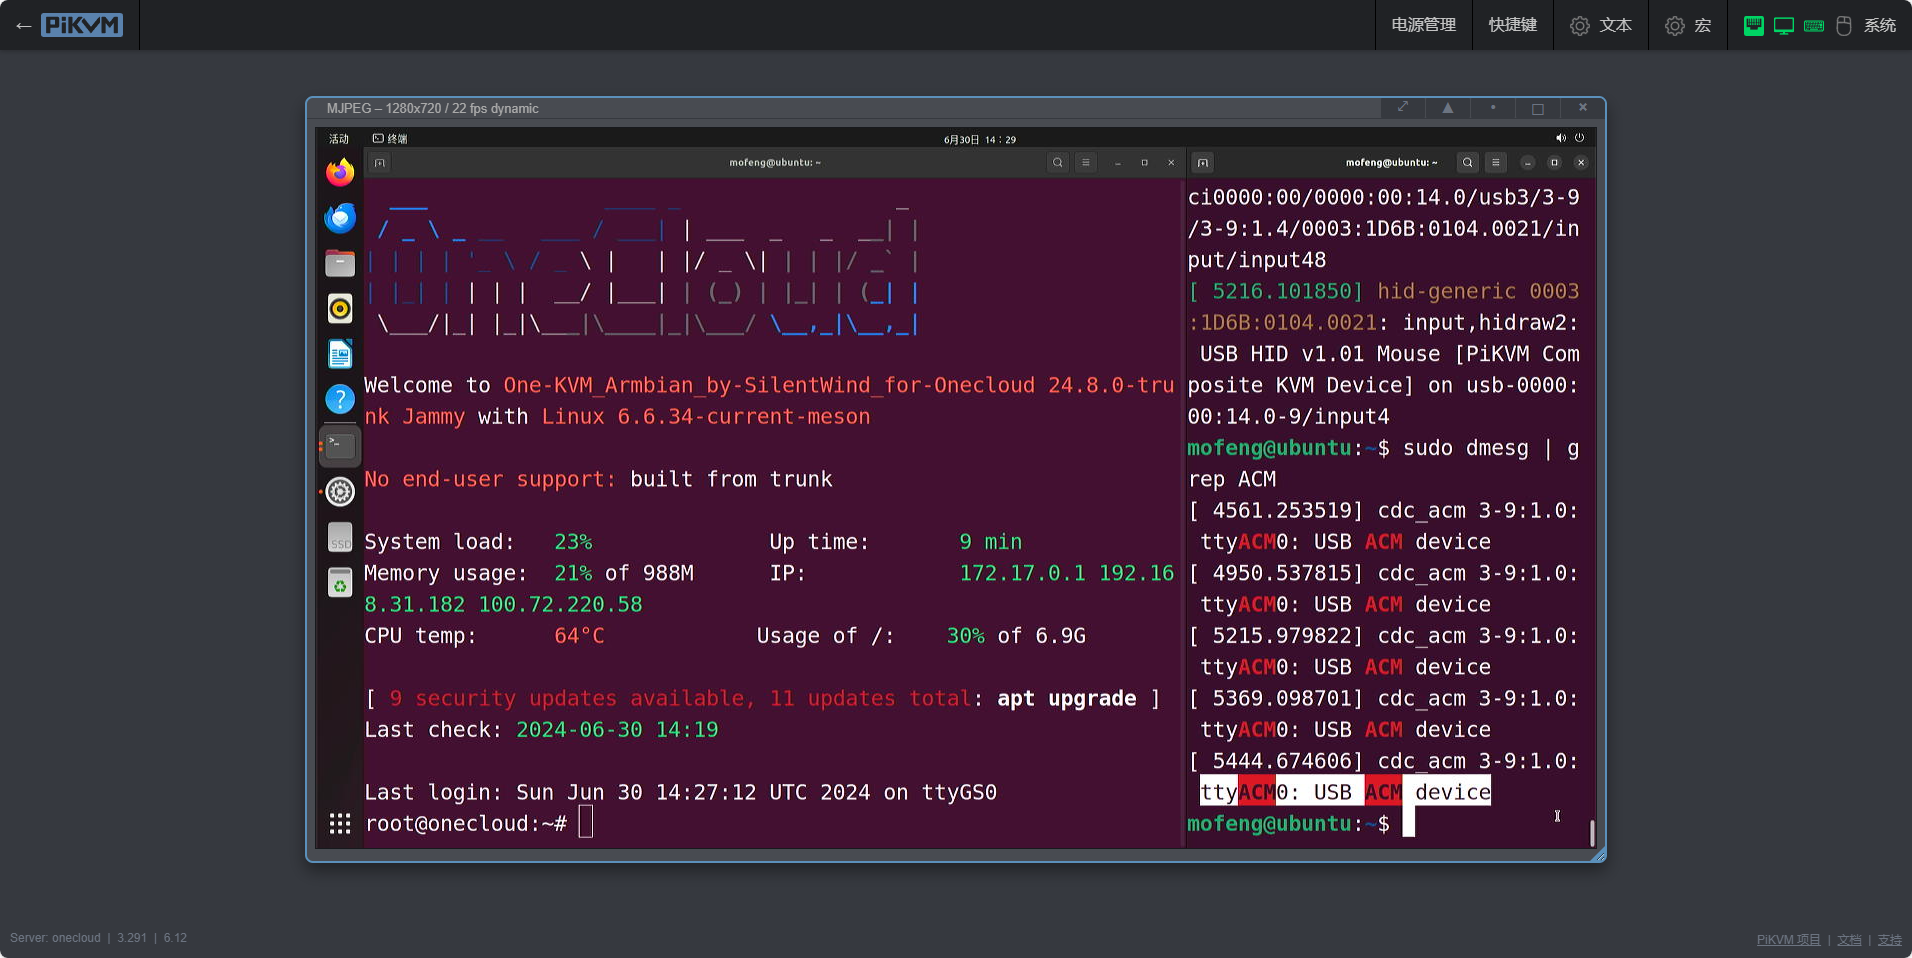 ← PiKVM
电源管理 快捷键 文本 宏 系统
MJPEG – 1280x720 / 22 fps dynamic
活动 终端 6月30日 14：29
mofeng@ubuntu: ~
mofeng@ubuntu: ~
OneCloud
Welcome to One-KVM_Armbian_by-SilentWind_for-Onecloud 24.8.0-tru
nk Jammy with Linux 6.6.34-current-meson
No end-user support: built from trunk
System load: 23% Up time: 9 min
Memory usage: 21% of 988M IP: 172.17.0.1 192.16
8.31.182 100.72.220.58
CPU temp: 64°C Usage of /: 30% of 6.9G
[ 9 security updates available, 11 updates total: apt upgrade ]
Last check: 2024-06-30 14:19
Last login: Sun Jun 30 14:27:12 UTC 2024 on ttyGS0
root@onecloud:~#
ci0000:00/0000:00:14.0/usb3/3-9
/3-9:1.4/0003:1D6B:0104.0021/in
put/input48
[ 5216.101850] hid-generic 0003
:1D6B:0104.0021: input,hidraw2:
USB HID v1.01 Mouse [PiKVM Com
posite KVM Device] on usb-0000:
00:14.0-9/input4
mofeng@ubuntu:~$ sudo dmesg | g
rep ACM
[ 4561.253519] cdc_acm 3-9:1.0:
ttyACM0: USB ACM device
[ 4950.537815] cdc_acm 3-9:1.0:
ttyACM0: USB ACM device
[ 5215.979822] cdc_acm 3-9:1.0:
ttyACM0: USB ACM device
[ 5369.098701] cdc_acm 3-9:1.0:
ttyACM0: USB ACM device
[ 5444.674606] cdc_acm 3-9:1.0:
ttyACM0: USB ACM device
mofeng@ubuntu:~$
SSD
Server: onecloud | 3.291 | 6.12
PiKVM 项目 | 文档 | 支持